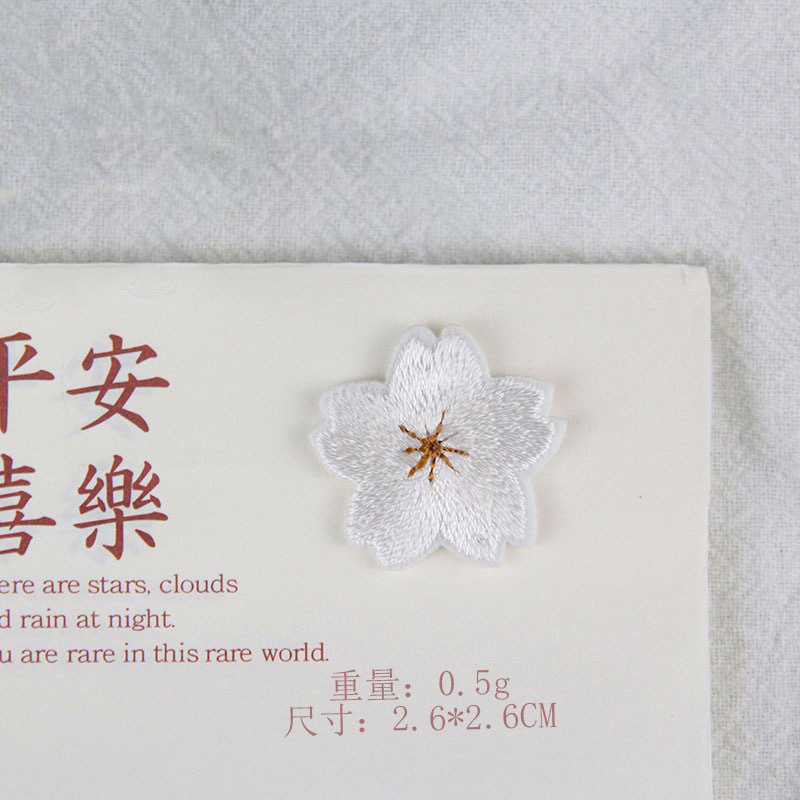 平安
喜樂
ere are stars, clouds
d rain at night.
u are rare in this rare world.
重量：0.5g
尺寸：2.6*2.6CM